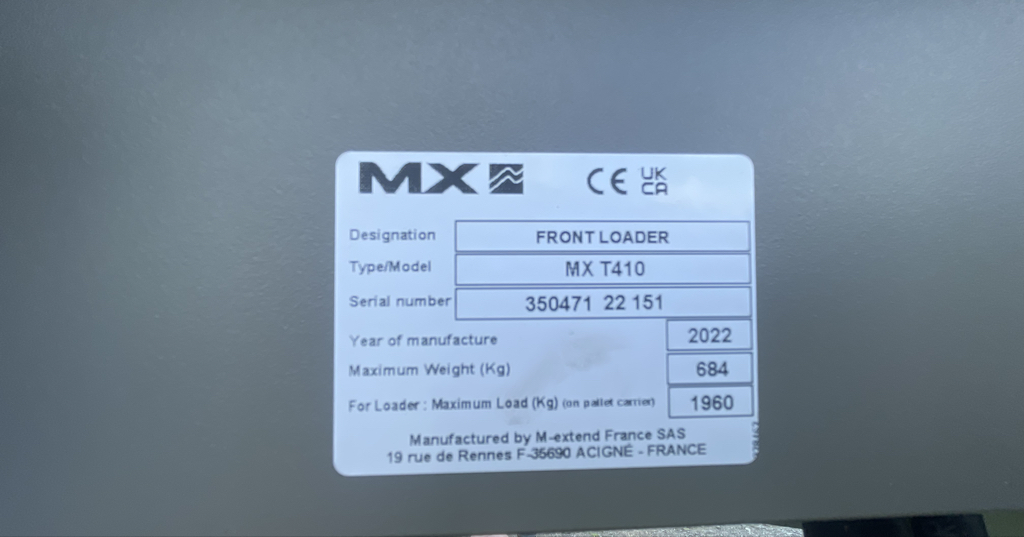 MX CE UK CA
Designation FRONT LOADER
Type/Model MX T410
Serial number 350471 22 151
Year of manufacture 2022
Maximum Weight (Kg) 684
For Loader : Maximum Load (Kg) (on pallet carrier) 1960
Manufactured by M-extend France SAS
19 rue de Rennes F-35690 ACIGNÉ - FRANCE